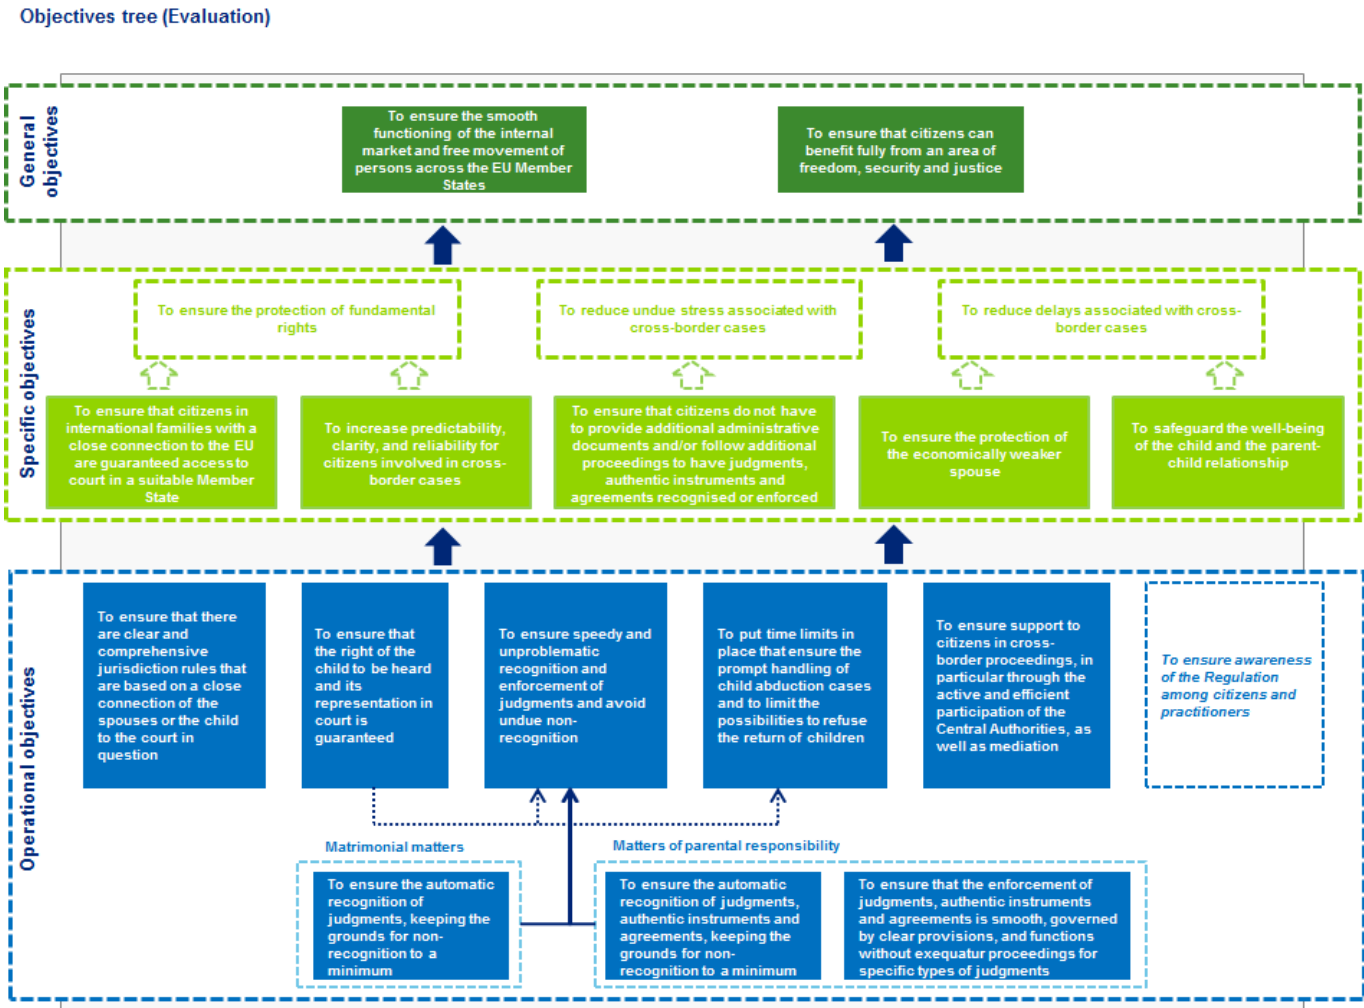 Objectives tree (Evaluation)
General
objectives
To ensure the smooth
functioning of the internal
market and free movement of
persons across the EU Member
States
To ensure that citizens can
benefit fully from an area of
freedom, security and justice
Specific objectives
To ensure the protection of fundamental
rights
To reduce undue stress associated with
cross-border cases
To reduce delays associated with cross-
border cases
To ensure that citizens in
international families with a
close connection to the EU
are guaranteed access to
court in a suitable Member
State
To increase predictability,
clarity, and reliability for
citizens involved in cross-
border cases
To ensure that citizens do not have
to provide additional administrative
documents and/or follow additional
proceedings to have judgments,
authentic instruments and
agreements recognised or enforced
To ensure the protection of
the economically weaker
spouse
To safeguard the well-being
of the child and the parent-
child relationship
Operational objectives
To ensure that there
are clear and
comprehensive
jurisdiction rules that
are based on a close
connection of the
spouses or the child
to the court in
question
To ensure that
the right of the
child to be heard
and its
representation in
court is
guaranteed
To ensure speedy and
unproblematic
recognition and
enforcement of
judgments and avoid
undue non-
recognition
To put time limits in
place that ensure the
prompt handling of
child abduction cases
and to limit the
possibilities to refuse
the return of children
To ensure support to
citizens in cross-
border proceedings, in
particular through the
active and efficient
participation of the
Central Authorities, as
well as mediation
To ensure awareness
of the Regulation
among citizens and
practitioners
Matrimonial matters
To ensure the automatic
recognition of
judgments, keeping the
grounds for non-
recognition to a
minimum
Matters of parental responsibility
To ensure the automatic
recognition of judgments,
authentic instruments and
agreements, keeping the
grounds for non-
recognition to a minimum
To ensure that the enforcement of
judgments, authentic instruments
and agreements is smooth, governed
by clear provisions, and functions
without exequatur proceedings for
specific types of judgments